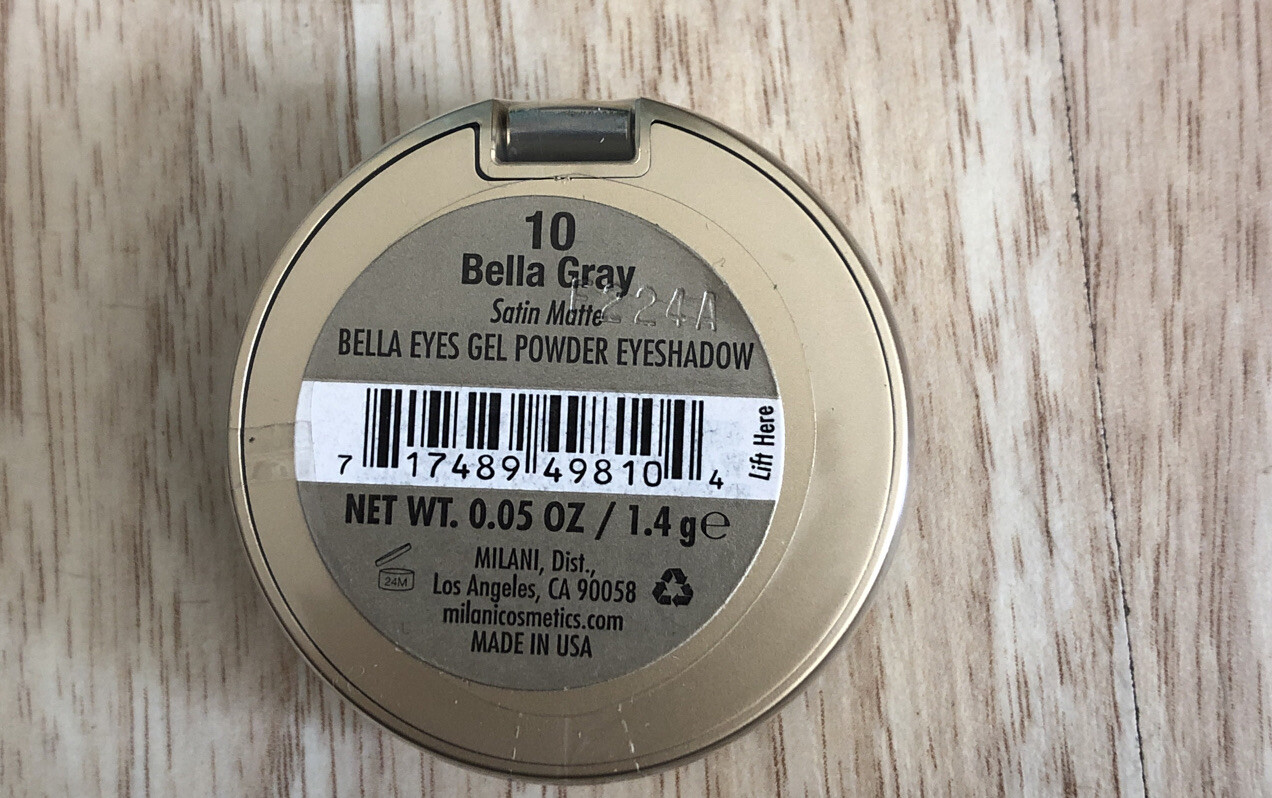 10
Bella Gray
Satin Matte
224A
BELLA EYES GEL POWDER EYESHADOW
7 17489 49810 4
Lift Here
NET WT. 0.05 OZ / 1.4 g e
24M
MILANI, Dist.,
Los Angeles, CA 90058
milanicosmetics.com
MADE IN USA